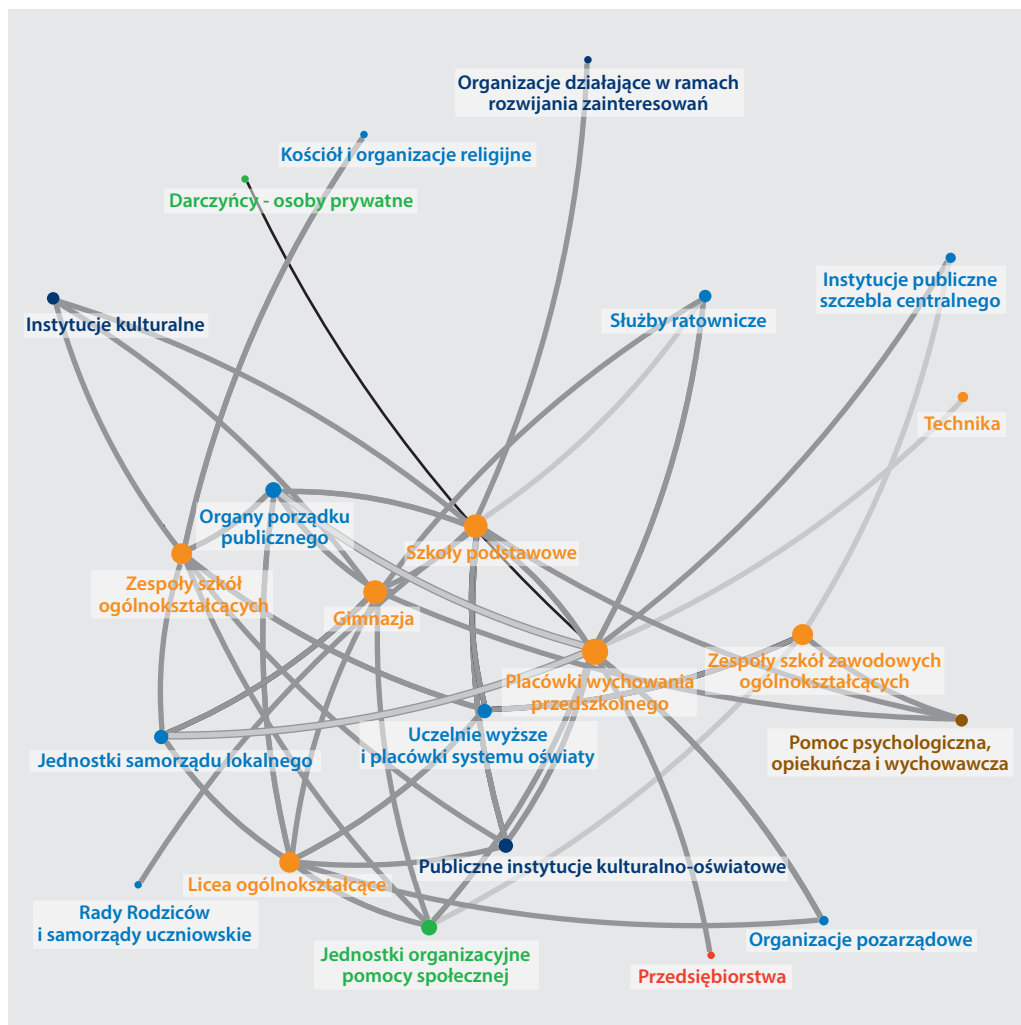 Organizacje działające w ramach
rozwijania zainteresowań
Kościół i organizacje religijne
Darczyńcy - osoby prywatne
Instytucje publiczne
szczebla centralnego
Instytucje kulturalne
Służby ratownicze
Technika
Organy porządku
publicznego
Szkoły podstawowe
Zespoły szkół
ogólnokształcących
Gimnazja
Placówki wychowania
przedszkolnego
Zespoły szkół zawodowych
ogólnokształcących
Uczelnie wyższe
i placówki systemu oświaty
Jednostki samorządu lokalnego
Pomoc psychologiczna,
opiekuńcza i wychowawcza
Publiczne instytucje kulturalno-oświatowe
Licea ogólnokształcące
Rady Rodziców
i samorządy uczniowskie
Organizacje pozarządowe
Jednostki organizacyjne
pomocy społecznej
Przedsiębiorstwa